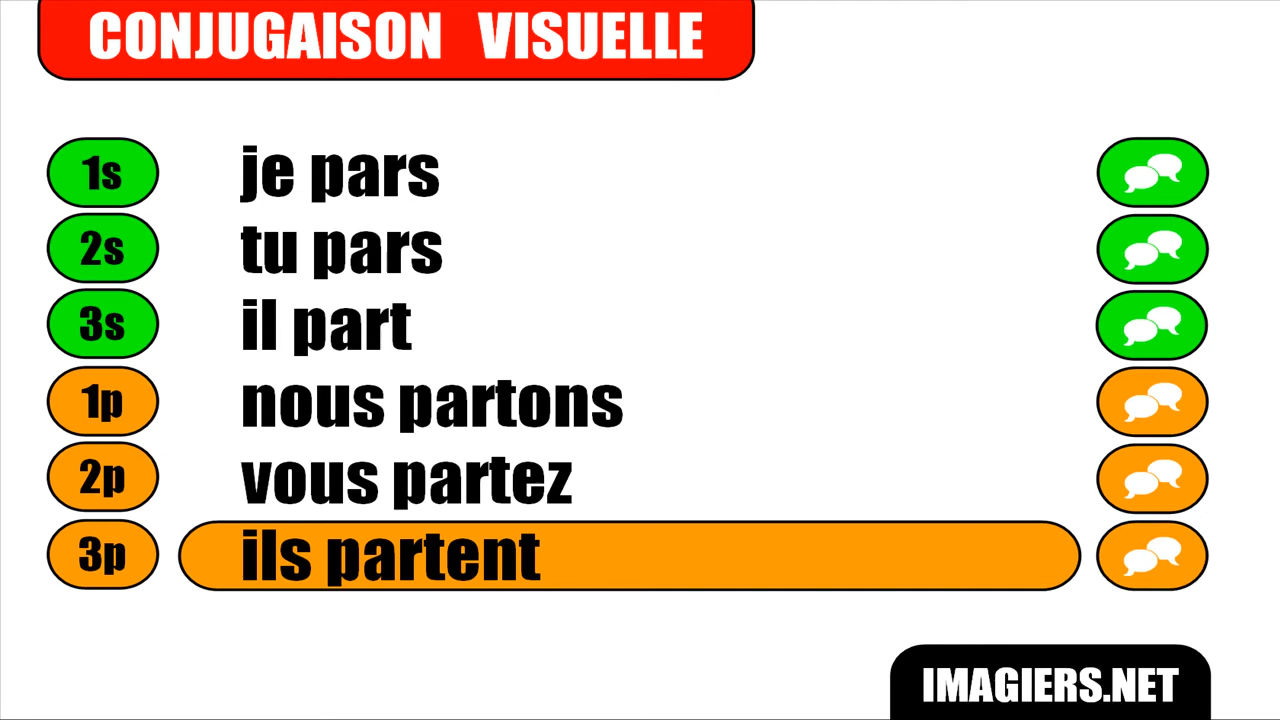 CONJUGAISON VISUELLE
1s je pars
2s tu pars
3s il part
1p nous partons
2p vous partez
3p ils partent
IMAGIERS.NET